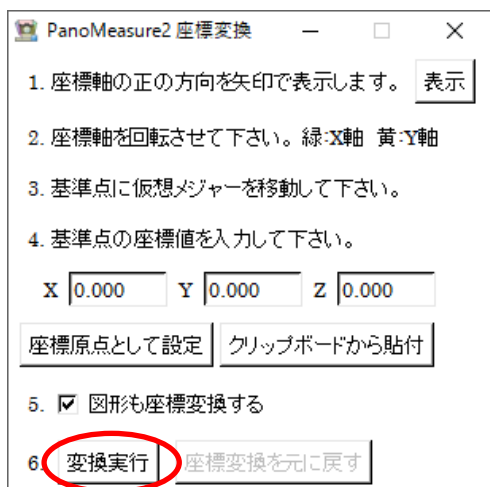 PanoMeasure2 座標変換
1. 座標軸の正の方向を矢印で表示します。 表示
2. 座標軸を回転させて下さい。緑:X軸 黄:Y軸
3. 基準点に仮想メジャーを移動して下さい。
4. 基準点の座標値を入力して下さい。
X 0.000 Y 0.000 Z 0.000
座標原点として設定 クリップボードから貼付
5. 図形も座標変換する
6. 変換実行 座標変換を元に戻す